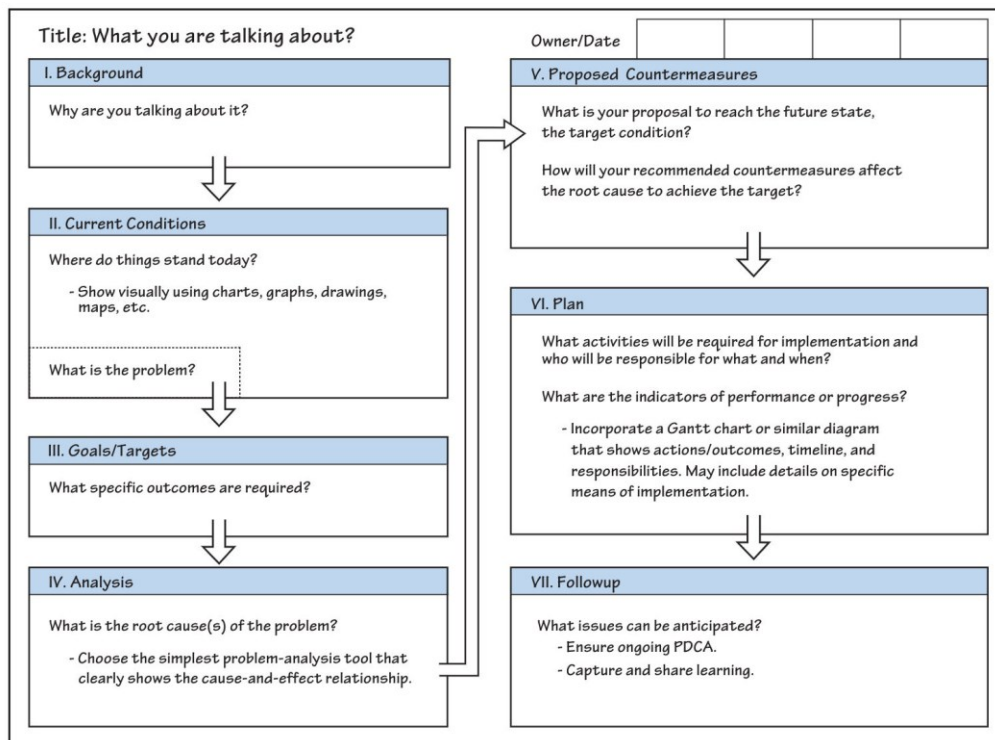 Title: What you are talking about?
Owner/Date
I. Background
Why are you talking about it?
II. Current Conditions
Where do things stand today?
- Show visually using charts, graphs, drawings,
maps, etc.
What is the problem?
III. Goals/Targets
What specific outcomes are required?
IV. Analysis
What is the root cause(s) of the problem?
- Choose the simplest problem-analysis tool that
clearly shows the cause-and-effect relationship.
V. Proposed Countermeasures
What is your proposal to reach the future state,
the target condition?
How will your recommended countermeasures affect
the root cause to achieve the target?
VI. Plan
What activities will be required for implementation and
who will be responsible for what and when?
What are the indicators of performance or progress?
- Incorporate a Gantt chart or similar diagram
that shows actions/outcomes, timeline, and
responsibilities. May include details on specific
means of implementation.
VII. Followup
What issues can be anticipated?
- Ensure ongoing PDCA.
- Capture and share learning.